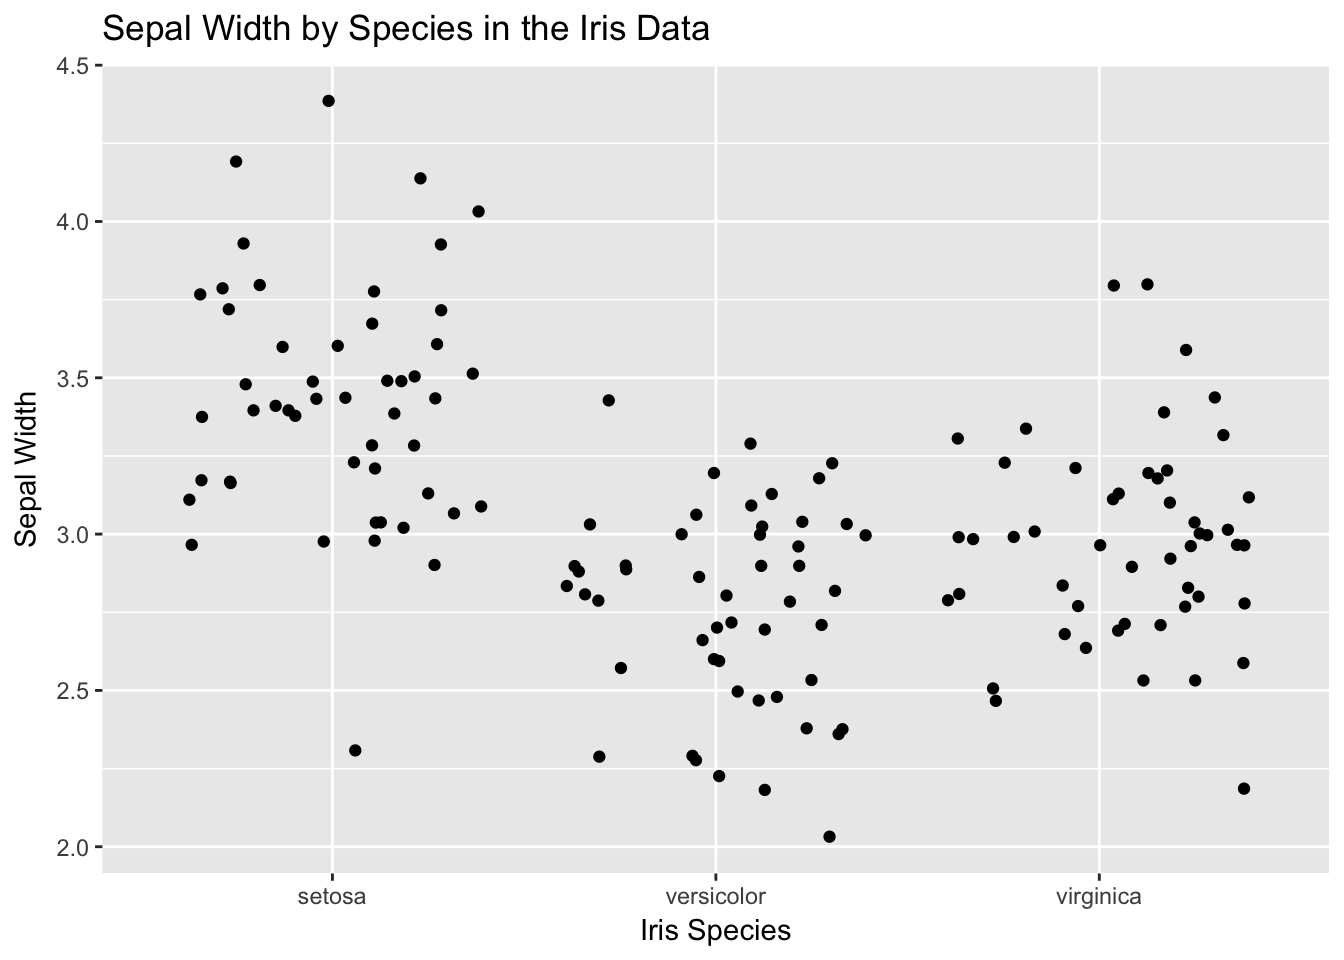 Sepal Width by Species in the Iris Data
4.5
4.0
3.5
3.0
2.5
2.0
Sepal Width
setosa versicolor virginica
Iris Species